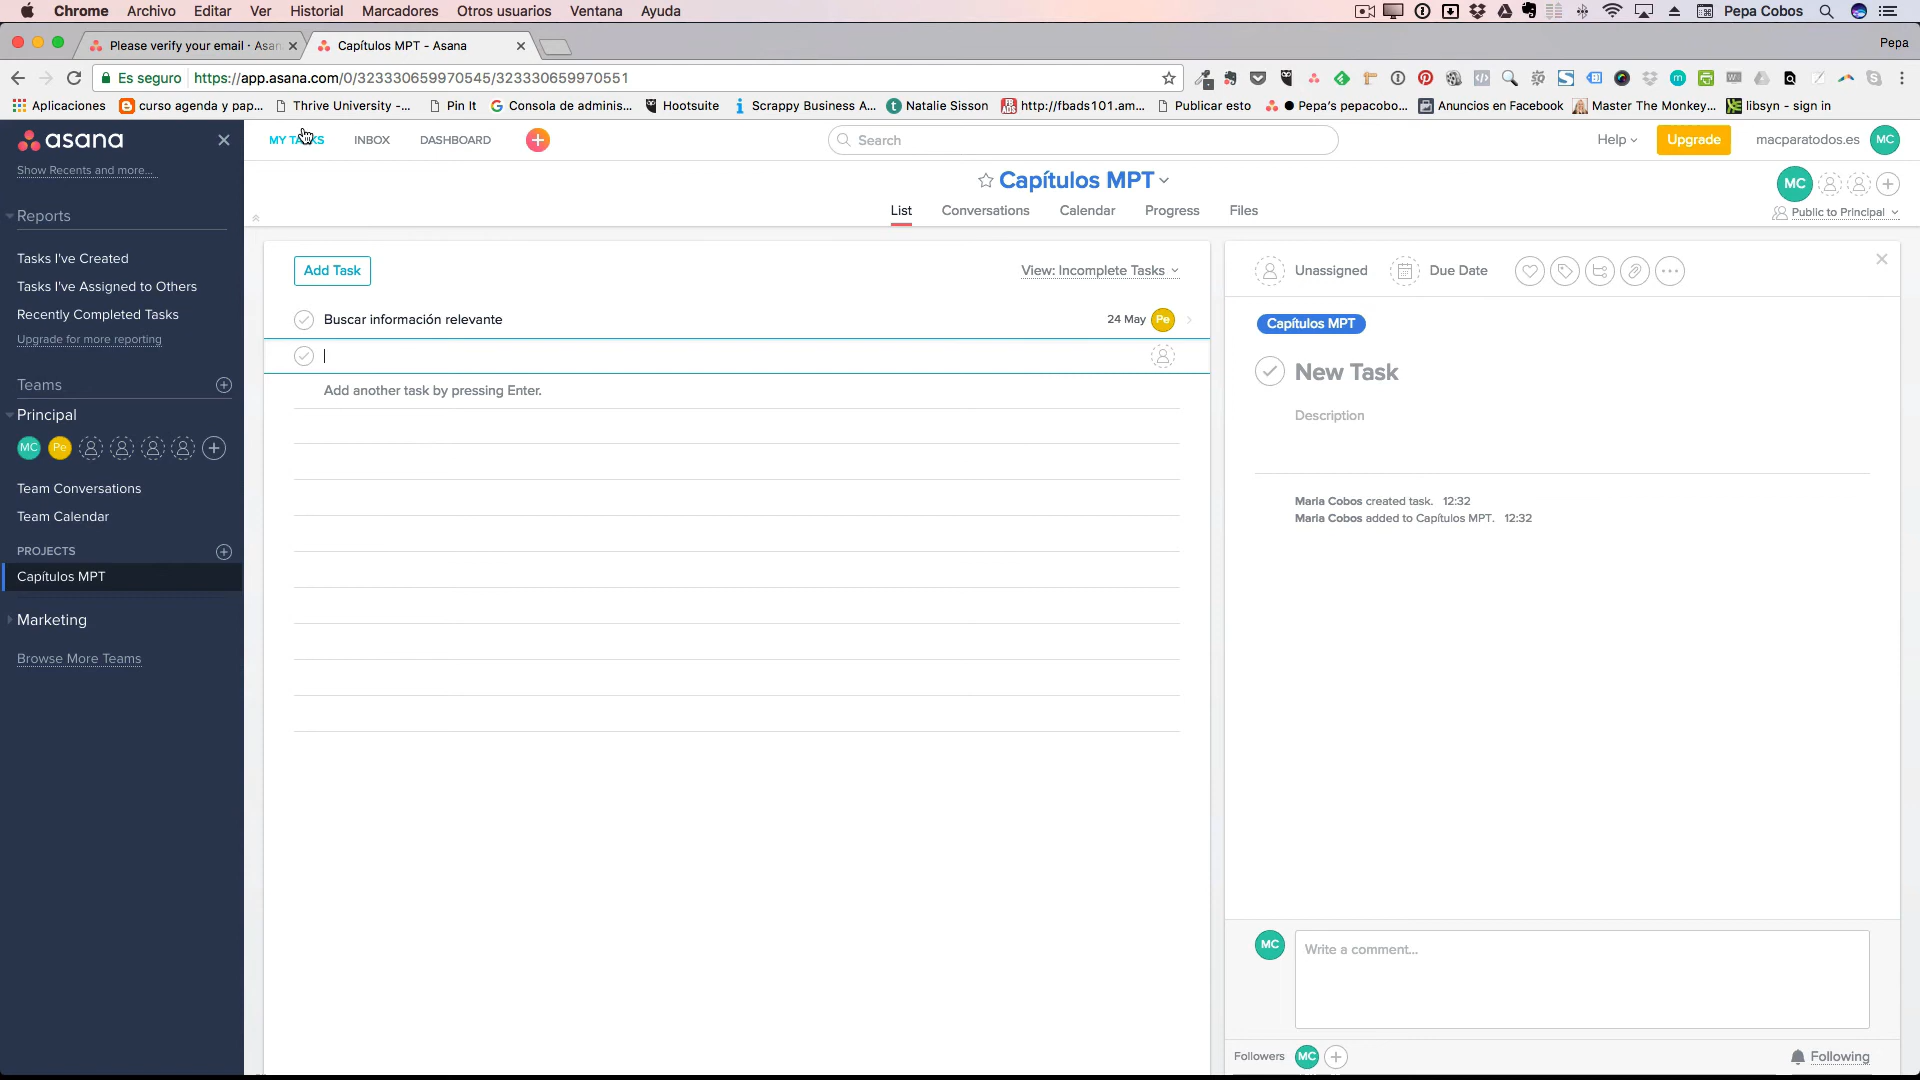 Chrome Archivo Editar Ver Historial Marcadores Otros usuarios Ventana Ayuda Pepa Cobos
Please verify your email · Asan Capítulos MPT - Asana Pepa
Es seguro https://app.asana.com/0/323330659970545/323330659970551
Aplicaciones curso agenda y pap... Thrive University -... Pin It Consola de adminis... Hootsuite Scrappy Business A... Natalie Sisson http://fbads101.am... Publicar esto Pepa's pepacobo... Anuncios en Facebook Master The Monkey... libsyn - sign in
asana MY TASKS INBOX DASHBOARD Search Help Upgrade macparatodos.es MC
Show Recents and more...
Capítulos MPT MC
List Conversations Calendar Progress Files Public to Principal
Reports
Tasks I've Created
Tasks I've Assigned to Others
Recently Completed Tasks
Upgrade for more reporting
Teams
Principal
MC Pe
Team Conversations
Team Calendar
PROJECTS
Capítulos MPT
Marketing
Browse More Teams
Add Task View: Incomplete Tasks
Buscar información relevante 24 May Pe
Add another task by pressing Enter.
Unassigned Due Date
Capítulos MPT
New Task
Description
Maria Cobos created task. 12:32
Maria Cobos added to Capítulos MPT. 12:32
MC Write a comment...
Followers MC Following